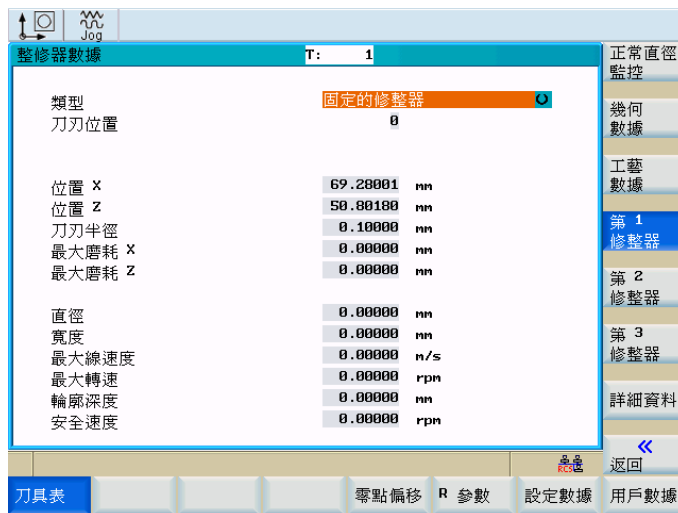 Jog
整修器數據 T: 1
類型 固定的修整器
刀刃位置 0
位置 X 69.28001 mm
位置 Z 50.80180 mm
刀刃半徑 0.10000 mm
最大磨耗 X 0.00000 mm
最大磨耗 Z 0.00000 mm
直徑 0.00000 mm
寬度 0.00000 mm
最大線速度 0.00000 m/s
最大轉速 0.00000 rpm
輪廓深度 0.00000 mm
安全速度 0.00000 rpm
正常直徑
監控
幾何
數據
工藝
數據
第 1
修整器
第 2
修整器
第 3
修整器
詳細資料
«
返回
RCS
刀具表 零點偏移 R 參數 設定數據 用戶數據